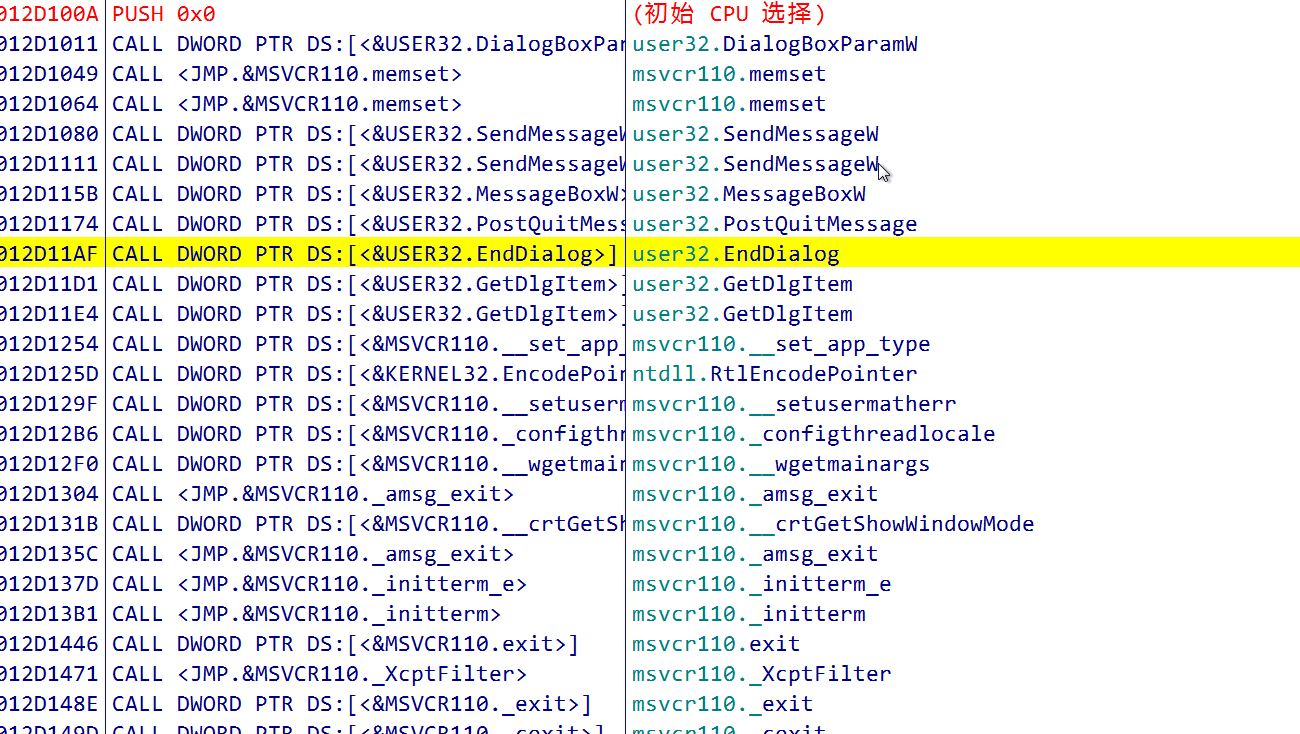 012D100A PUSH 0x0 (初始 CPU 选择)
012D1011 CALL DWORD PTR DS:[<&USER32.DialogBoxPar user32.DialogBoxParamW
012D1049 CALL <JMP.&MSVCR110.memset> msvcr110.memset
012D1064 CALL <JMP.&MSVCR110.memset> msvcr110.memset
012D1080 CALL DWORD PTR DS:[<&USER32.SendMessageW user32.SendMessageW
012D1111 CALL DWORD PTR DS:[<&USER32.SendMessageW user32.SendMessageW
012D115B CALL DWORD PTR DS:[<&USER32.MessageBoxW> user32.MessageBoxW
012D1174 CALL DWORD PTR DS:[<&USER32.PostQuitMess user32.PostQuitMessage
012D11AF CALL DWORD PTR DS:[<&USER32.EndDialog>] user32.EndDialog
012D11D1 CALL DWORD PTR DS:[<&USER32.GetDlgItem>] user32.GetDlgItem
012D11E4 CALL DWORD PTR DS:[<&USER32.GetDlgItem>] user32.GetDlgItem
012D1254 CALL DWORD PTR DS:[<&MSVCR110.__set_app_ msvcr110.__set_app_type
012D125D CALL DWORD PTR DS:[<&KERNEL32.EncodePoin ntdll.RtlEncodePointer
012D129F CALL DWORD PTR DS:[<&MSVCR110.__setuserm msvcr110.__setusermatherr
012D12B6 CALL DWORD PTR DS:[<&MSVCR110._configthr msvcr110._configthreadlocale
012D12F0 CALL DWORD PTR DS:[<&MSVCR110.__wgetmain msvcr110.__wgetmainargs
012D1304 CALL <JMP.&MSVCR110._amsg_exit> msvcr110._amsg_exit
012D131B CALL DWORD PTR DS:[<&MSVCR110.__crtGetSh msvcr110.__crtGetShowWindowMode
012D135C CALL <JMP.&MSVCR110._amsg_exit> msvcr110._amsg_exit
012D137D CALL <JMP.&MSVCR110._initterm_e> msvcr110._initterm_e
012D13B1 CALL <JMP.&MSVCR110._initterm> msvcr110._initterm
012D1446 CALL DWORD PTR DS:[<&MSVCR110.exit>] msvcr110.exit
012D1471 CALL <JMP.&MSVCR110._XcptFilter> msvcr110._XcptFilter
012D148E CALL DWORD PTR DS:[<&MSVCR110._exit>] msvcr110._exit
012D149D CALL DWORD PTR DS:[<&MSVCR110._cexit>] msvcr110._cexit